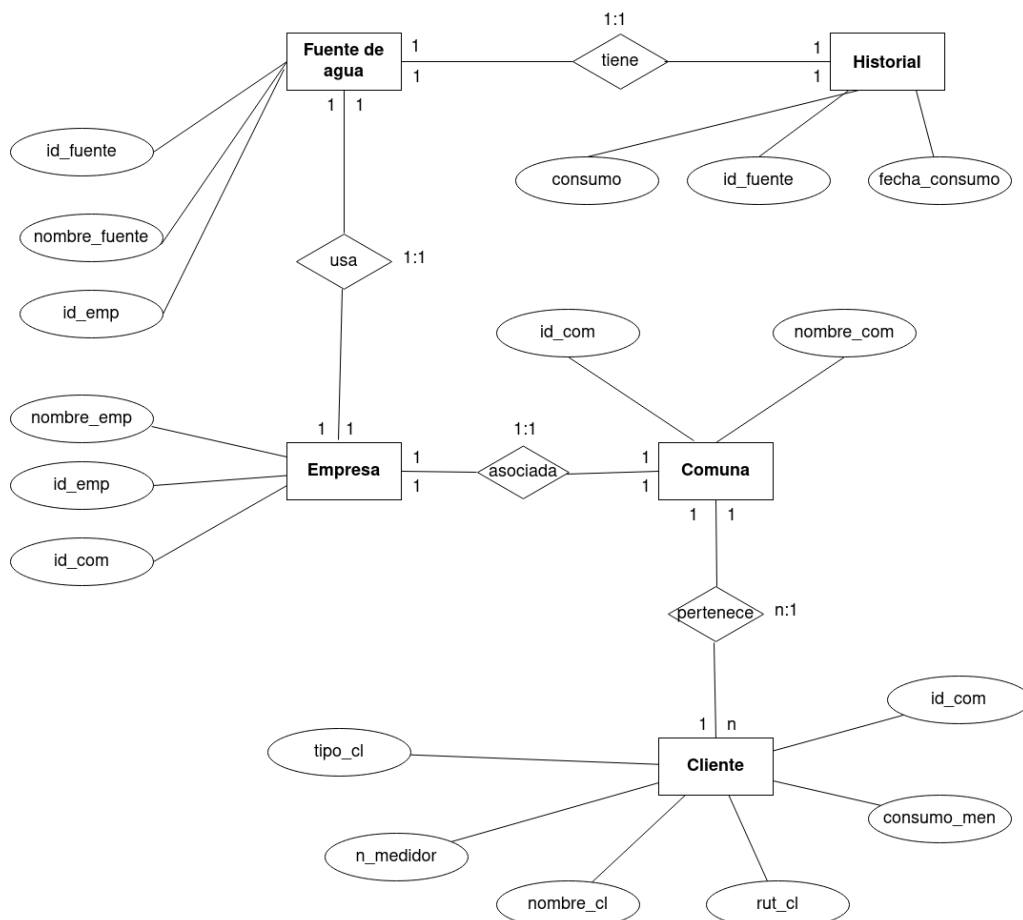 1:1
Fuente de
agua
1
1
tiene
1
1
Historial
1
1
id_fuente
consumo
id_fuente
fecha_consumo
nombre_fuente
usa
1:1
id_emp
id_com
nombre_com
nombre_emp
1
1
1:1
Empresa
1
1
asociada
1
1
Comuna
id_emp
1
1
id_com
pertenece
n:1
id_com
1
n
tipo_cl
Cliente
consumo_men
n_medidor
nombre_cl
rut_cl